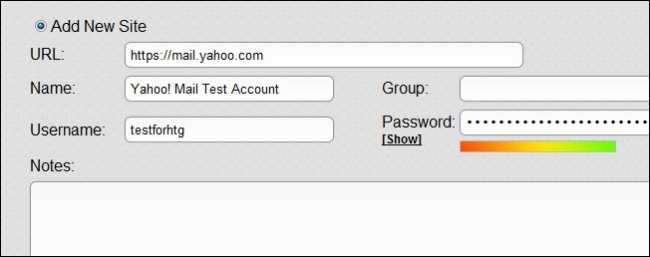 Add New Site
URL: https://mail.yahoo.com
Name: Yahoo! Mail Test Account Group:
Username: testforhtg Password:
[Show]
Notes: